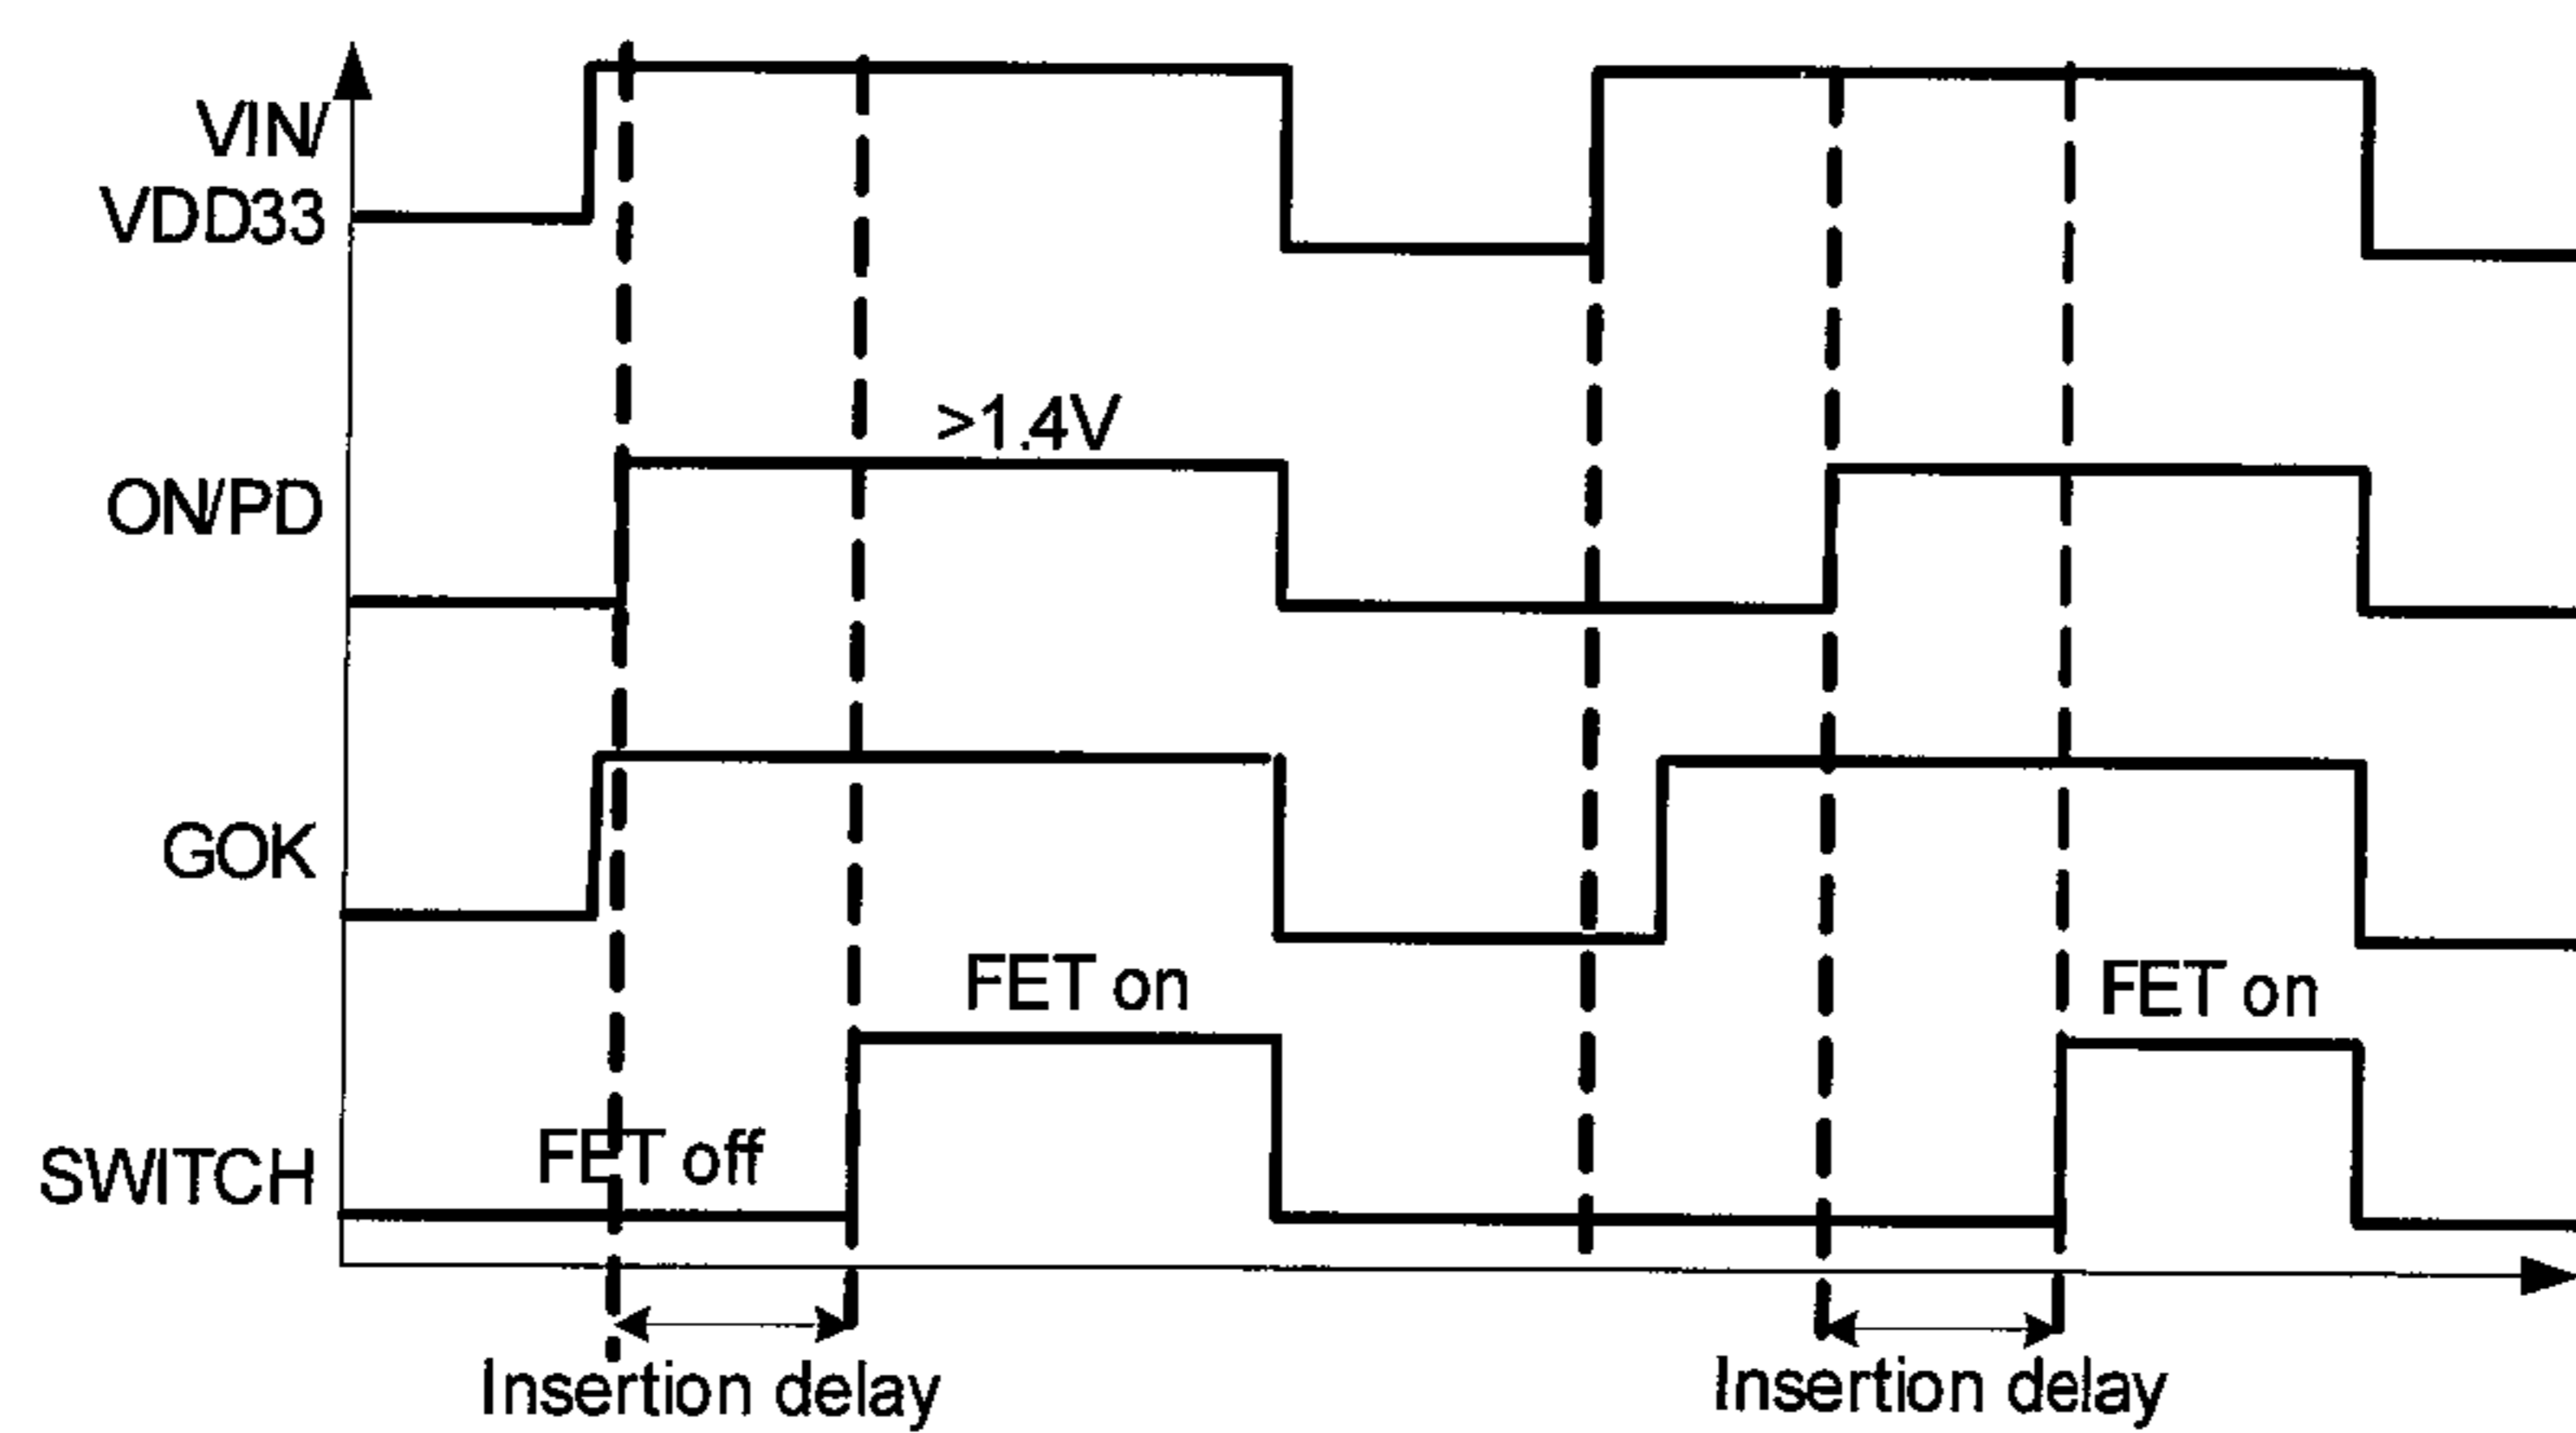 VIN/
VDD33
>1.4V
ON/PD
GOK
FET on
FET on
FET off
SWITCH
Insertion delay
Insertion delay